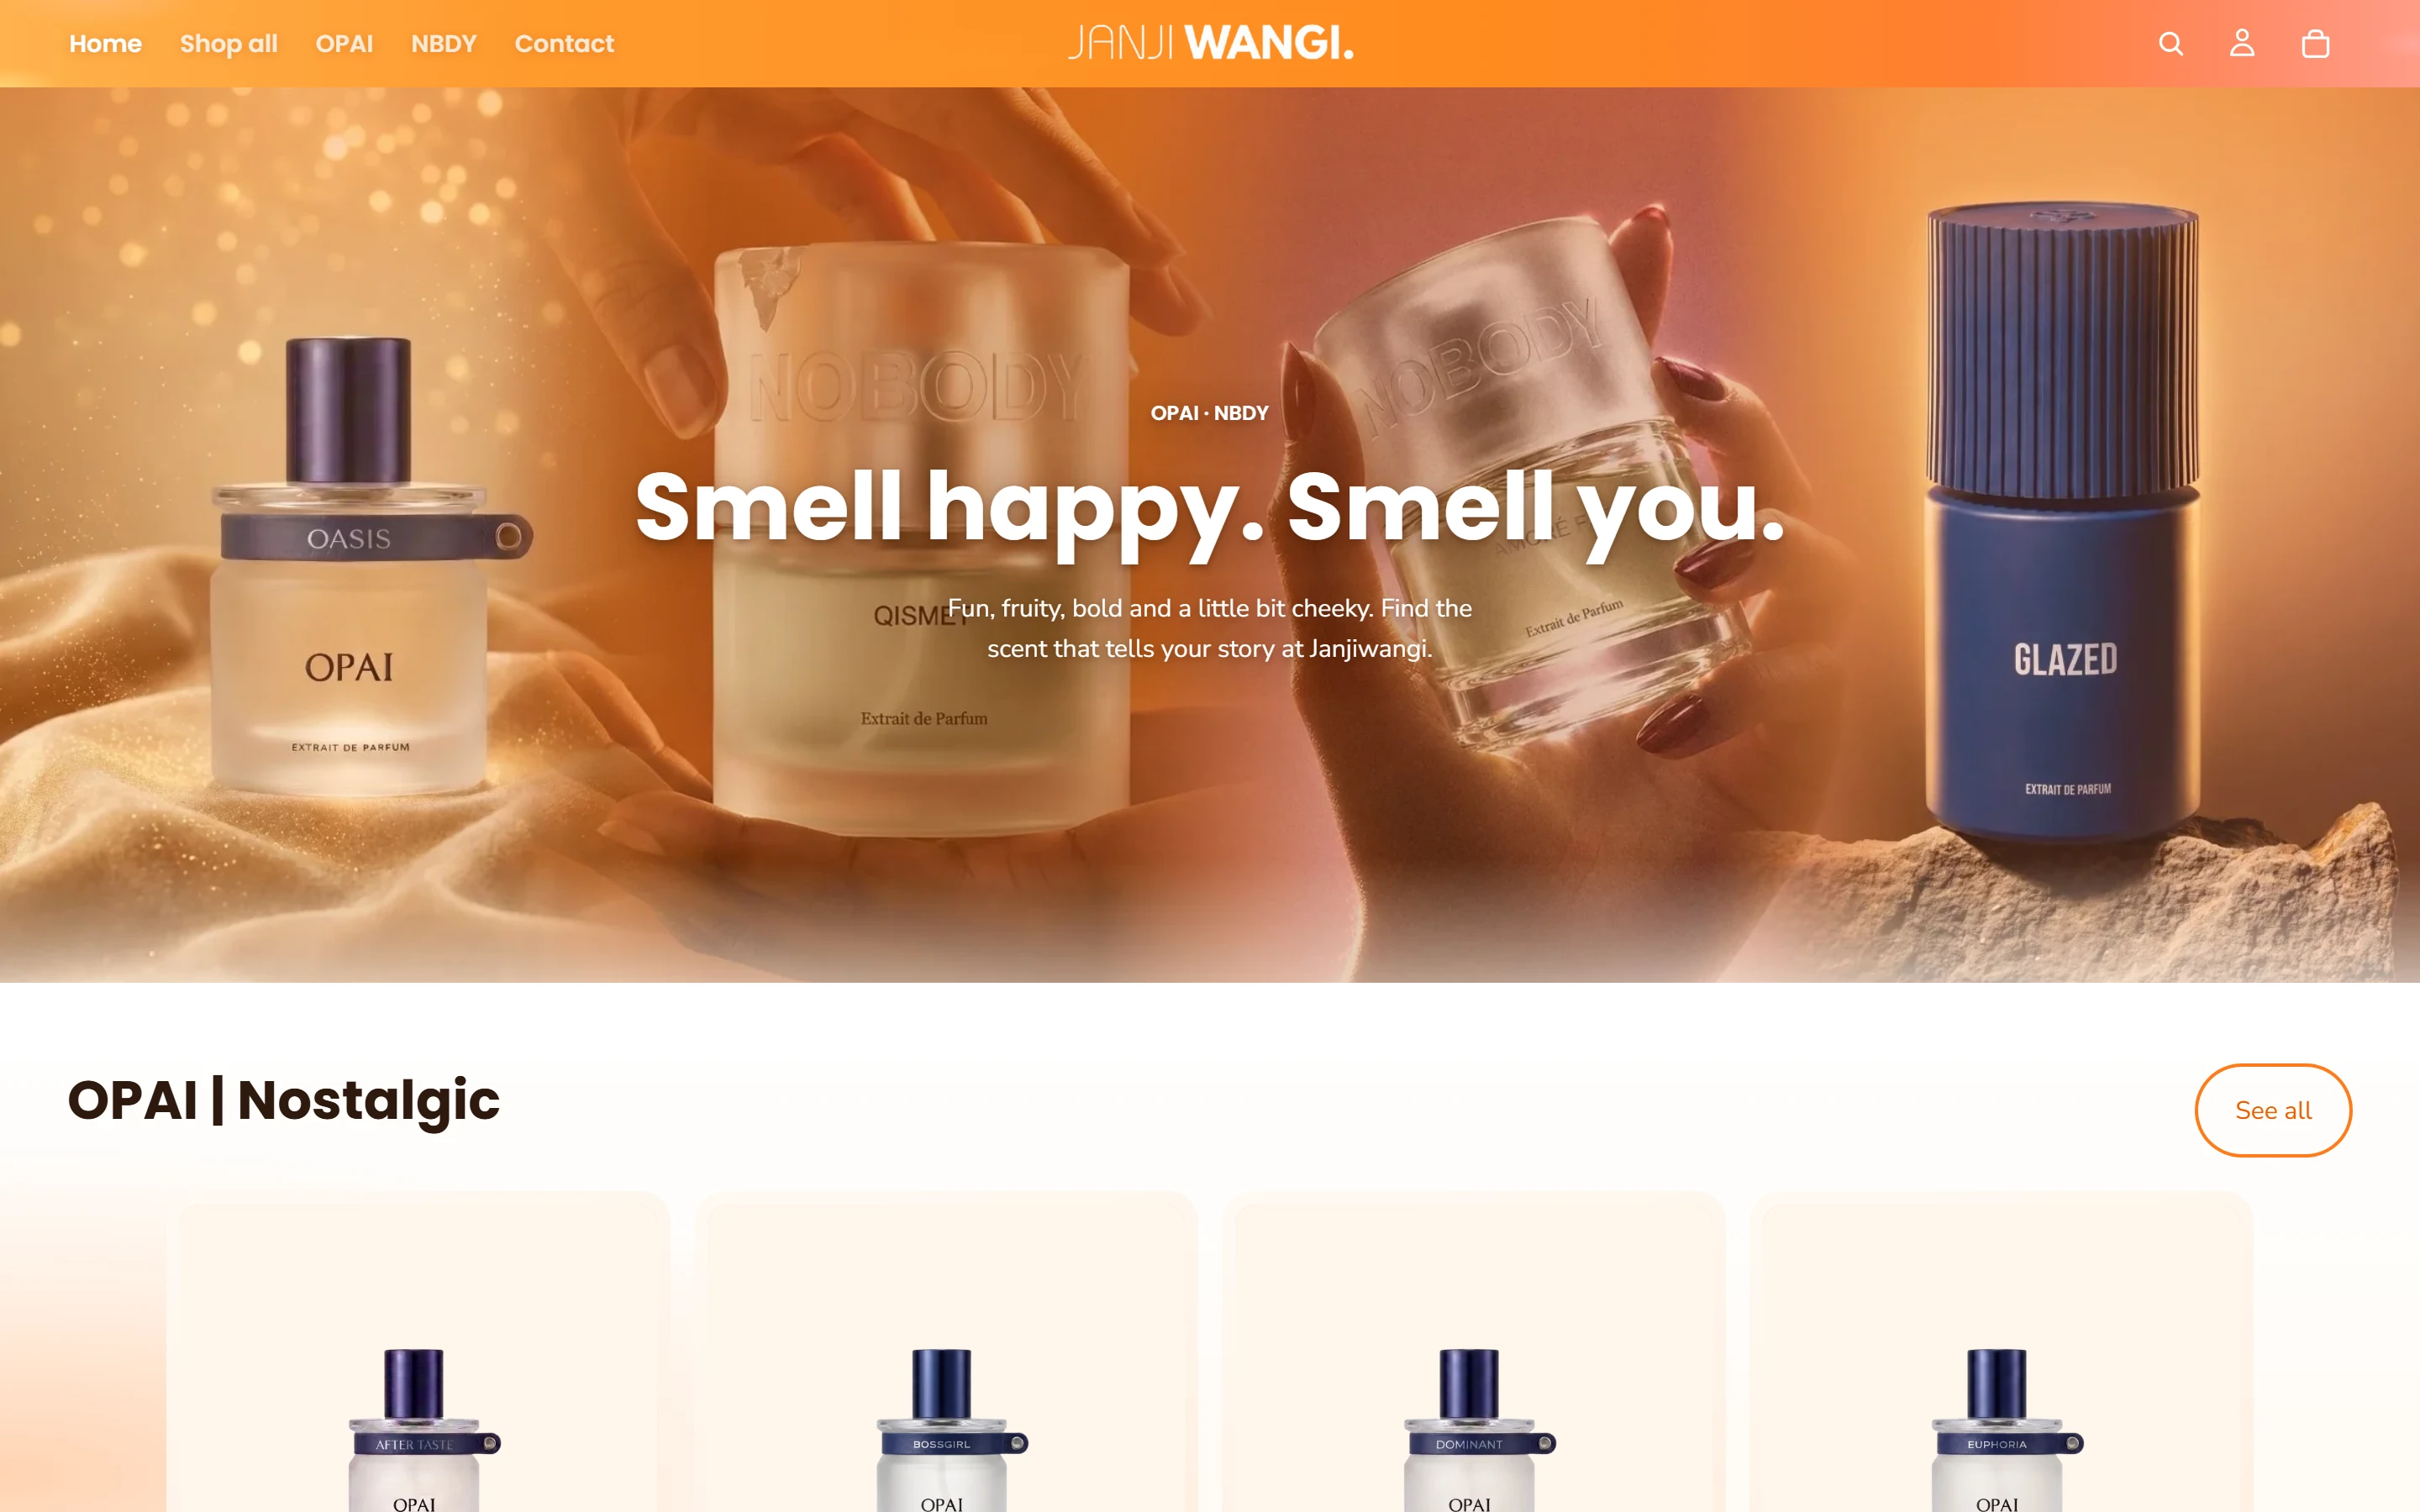 Home Shop all OPAI NBDY Contact
JANJI WANGI.
NOBODY
NOBODY
OPAI · NBDY
Smell happy. Smell you.
OASIS
Fun, fruity, bold and a little bit cheeky. Find the
scent that tells your story at Janjiwangi.
QISMET
Extrait de Parfum
OPAI
GLAZED
Extrait de Parfum
EXTRAIT DE PARFUM
EXTRAIT DE PARFUM
OPAI | Nostalgic
See all
AFTER TASTE
BOSSGIRL
DOMINANT
EUPHORIA
OPAI
OPAI
OPAI
OPAI